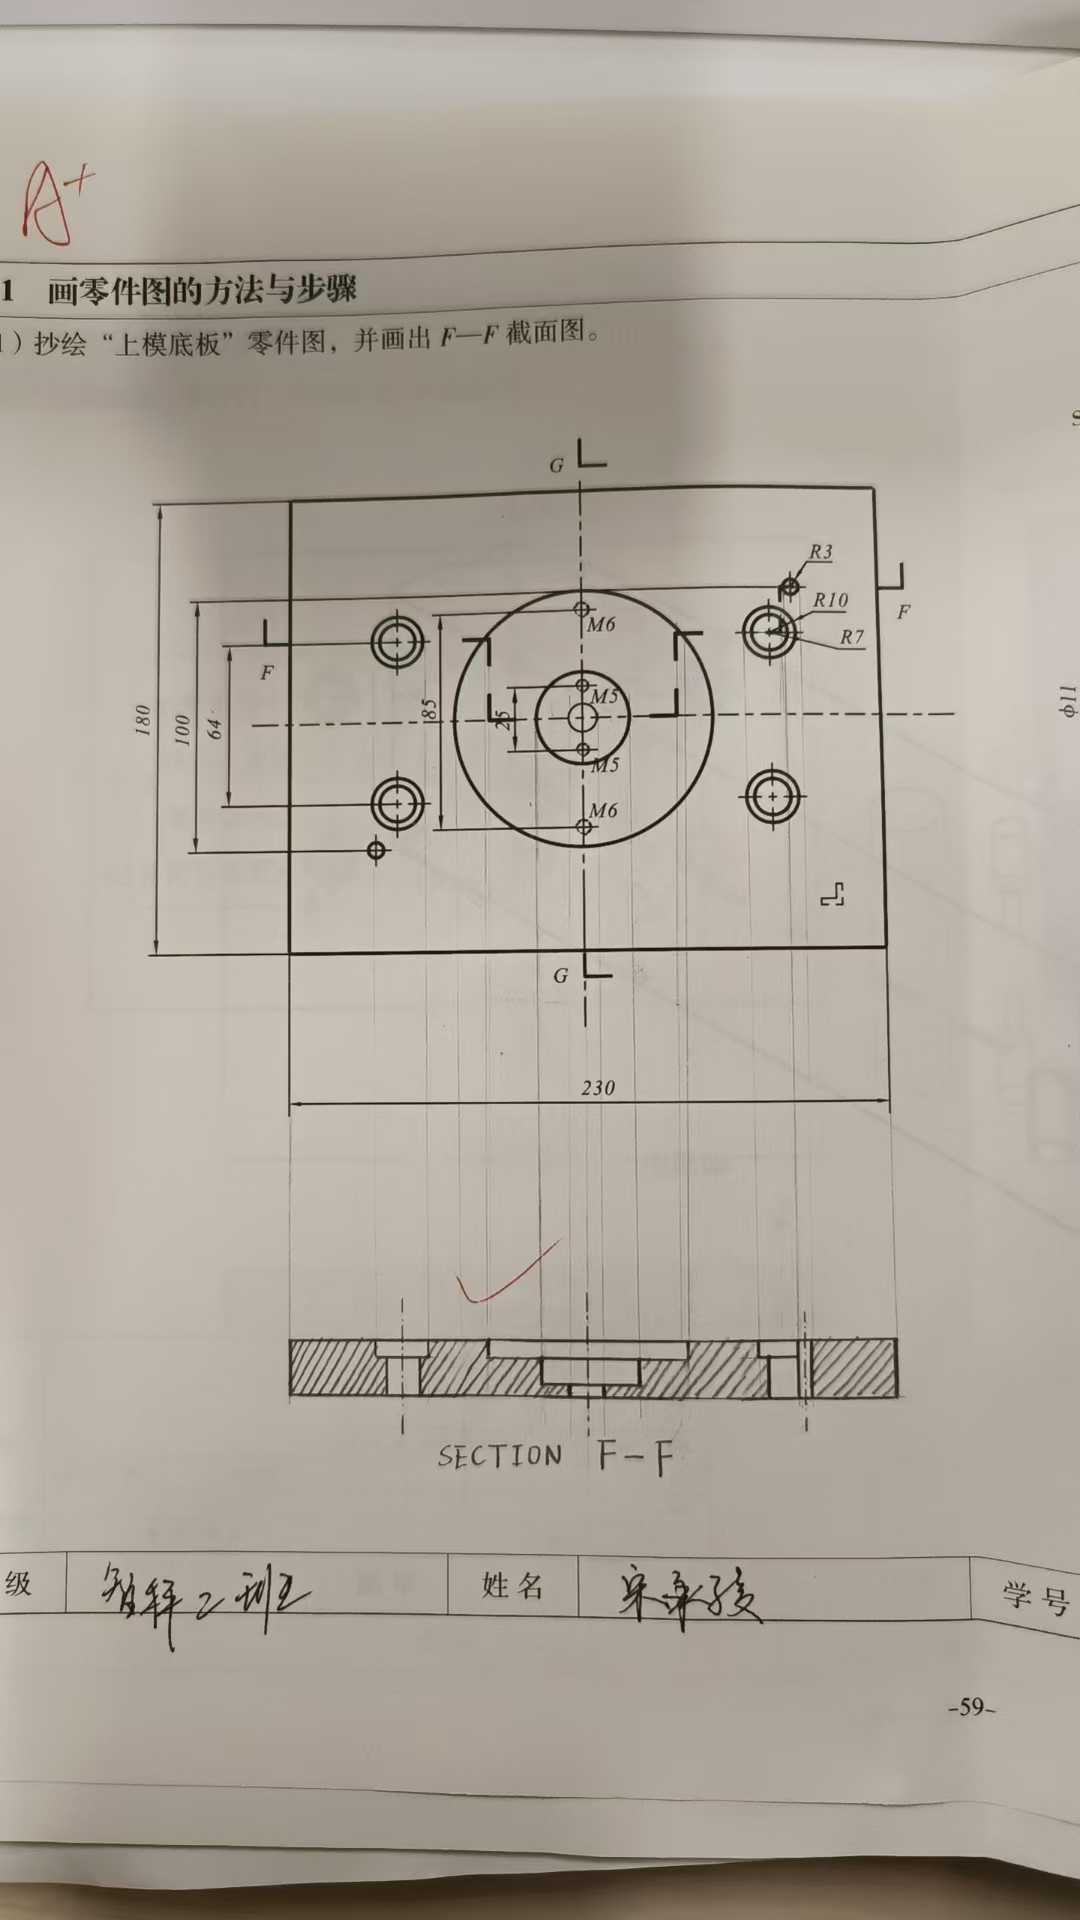 A+
1 画零件图的方法与步骤
1）抄绘“上模底板”零件图，并画出 F—F 截面图。
G
R3
F
R10
R7
M6
F
180
100
64
85
25
M5
M5
M6
φ11
G
230
SECTION F-F
级
姓名
学号
-59-